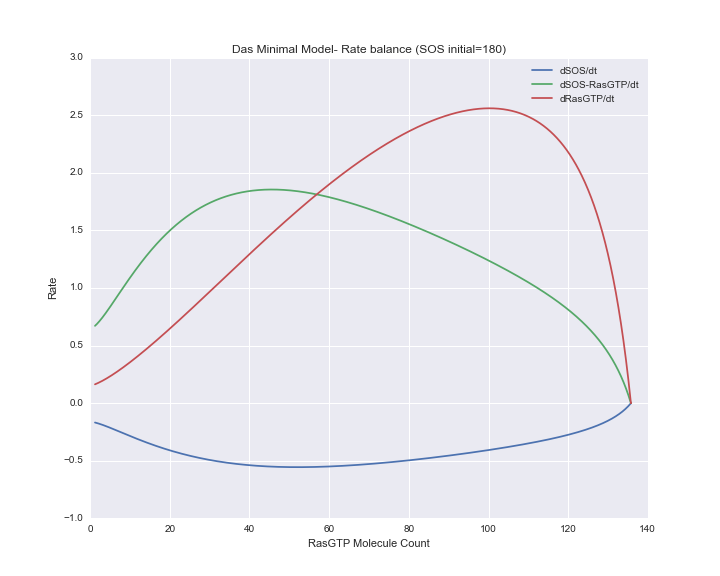 Das Minimal Model- Rate balance (SOS initial=180)
3.0
2.5
2.0
1.5
1.0
0.5
0.0
−0.5
−1.0
Rate
dSOS/dt
dSOS-RasGTP/dt
dRasGTP/dt
0 20 40 60 80 100 120 140
RasGTP Molecule Count